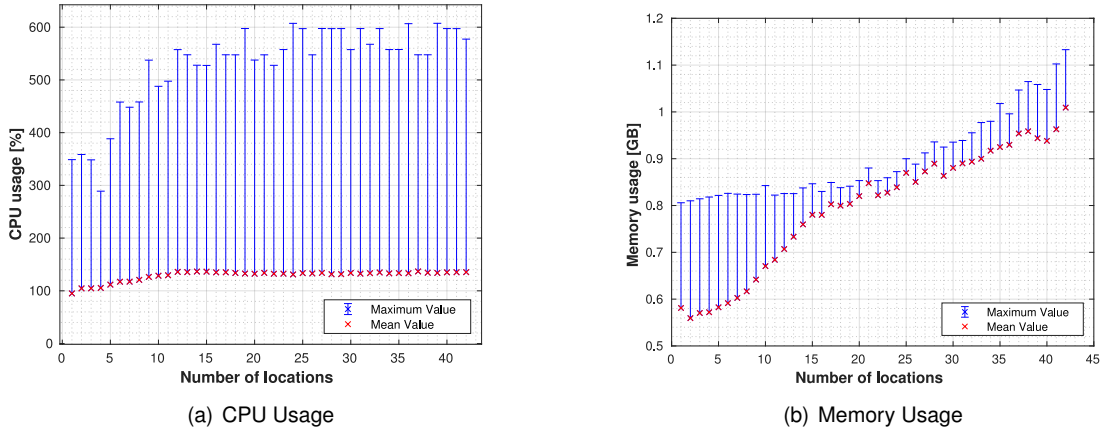 600
500
400
300
200
100
0
CPU usage [%]
0 5 10 15 20 25 30 35 40
Number of locations
Maximum Value
Mean Value
(a) CPU Usage
1.2
1.1
1
0.9
0.8
0.7
0.6
0.5
Memory usage [GB]
0 5 10 15 20 25 30 35 40 45
Number of locations
Maximum Value
Mean Value
(b) Memory Usage